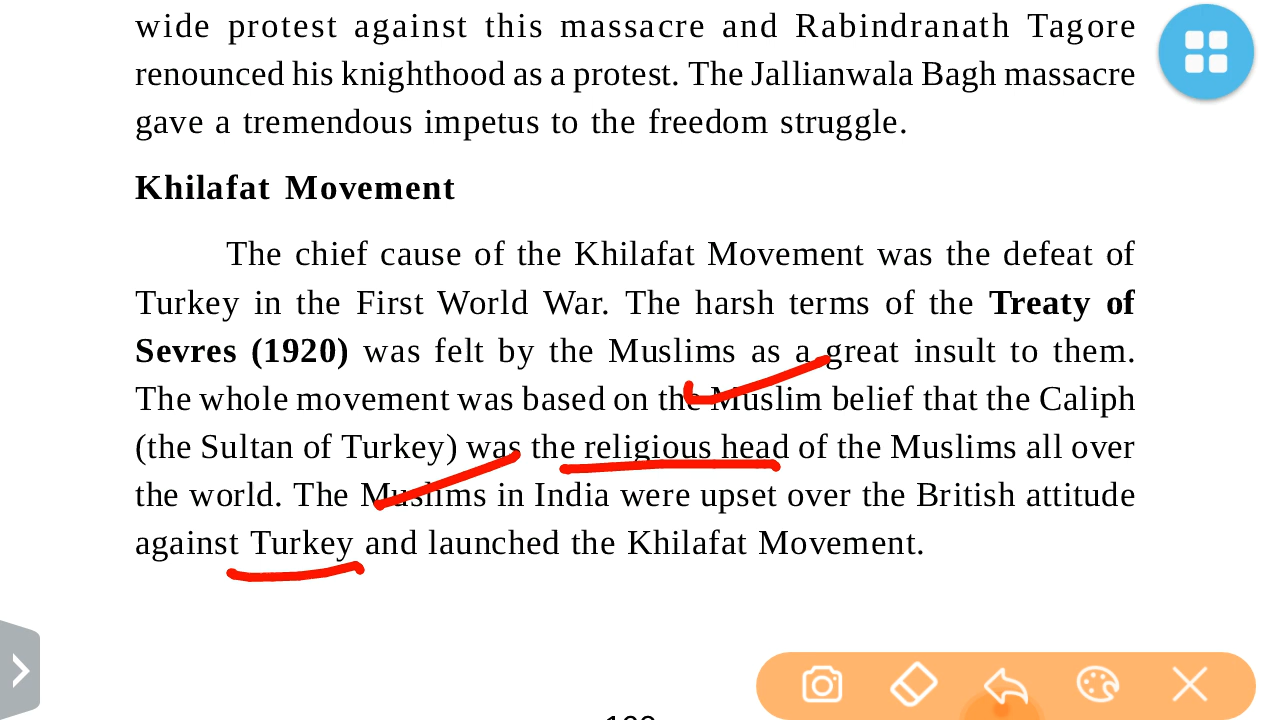 wide protest against this massacre and Rabindranath Tagore
renounced his knighthood as a protest. The Jallianwala Bagh massacre
gave a tremendous impetus to the freedom struggle.
Khilafat Movement
The chief cause of the Khilafat Movement was the defeat of
Turkey in the First World War. The harsh terms of the Treaty of
Sevres (1920) was felt by the Muslims as a great insult to them.
The whole movement was based on the Muslim belief that the Caliph
(the Sultan of Turkey) was the religious head of the Muslims all over
the world. The Muslims in India were upset over the British attitude
against Turkey and launched the Khilafat Movement.